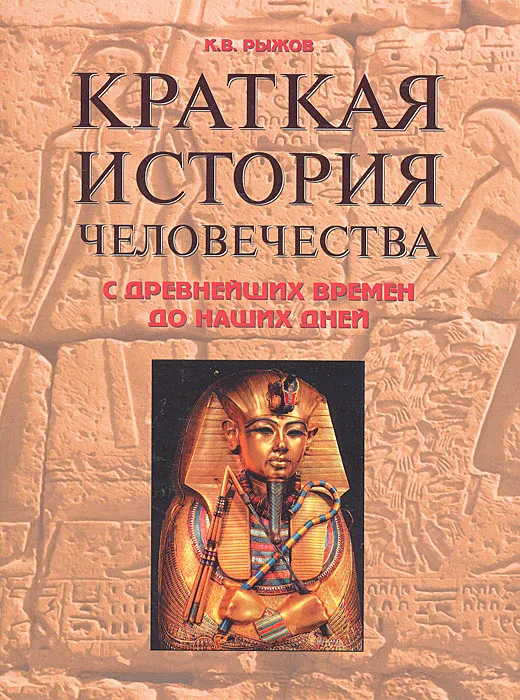 К.В. РЫЖОВ
КРАТКАЯ
ИСТОРИЯ
ЧЕЛОВЕЧЕСТВА
С ДРЕВНЕЙШИХ ВРЕМЕН
ДО НАШИХ ДНЕЙ